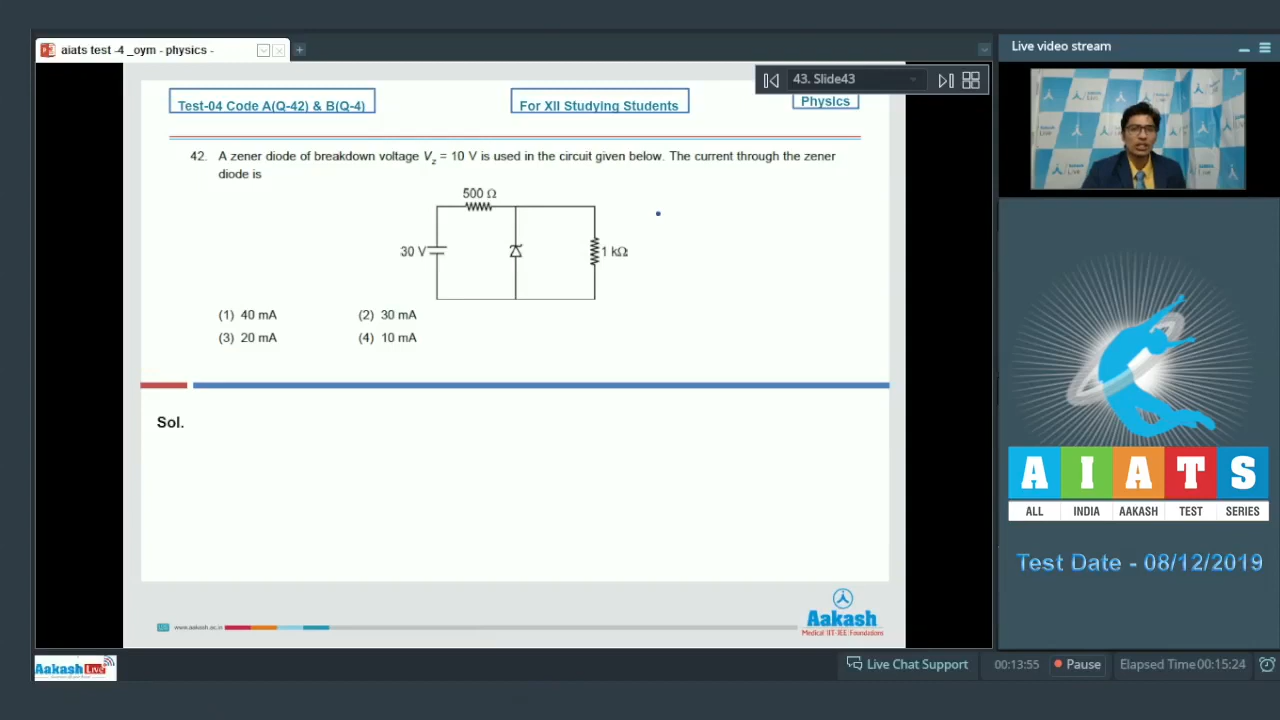 aiats test -4 _oym - physics -
Live video stream
43. Slide43
Test-04 Code A(Q-42) & B(Q-4)
For XII Studying Students
Physics
42. A zener diode of breakdown voltage Vz = 10 V is used in the circuit given below. The current through the zener
diode is
500 Ω
30 V
1 kΩ
(1) 40 mA (2) 30 mA
(3) 20 mA (4) 10 mA
Sol.
A I A T S
ALL INDIA AAKASH TEST SERIES
Test Date - 08/12/2019
www.aakash.ac.in
Aakash
Medical | IIT-JEE | Foundations
Aakash Live
Live Chat Support
00:13:55
Pause
Elapsed Time 00:15:24